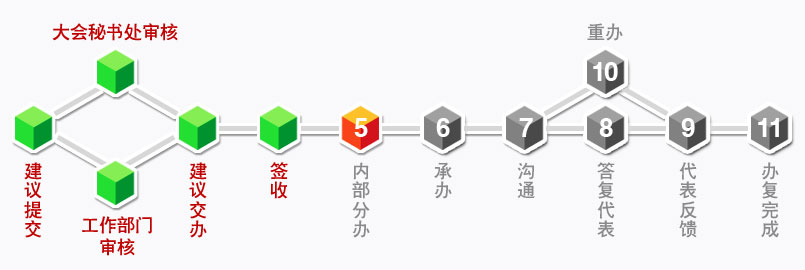 大会秘书处审核
重办
10
5
6
7
8
9
11
建议提交
工作部门
审核
建议交办
签收
内部分办
承办
沟通
答复代表
代表反馈
办复完成